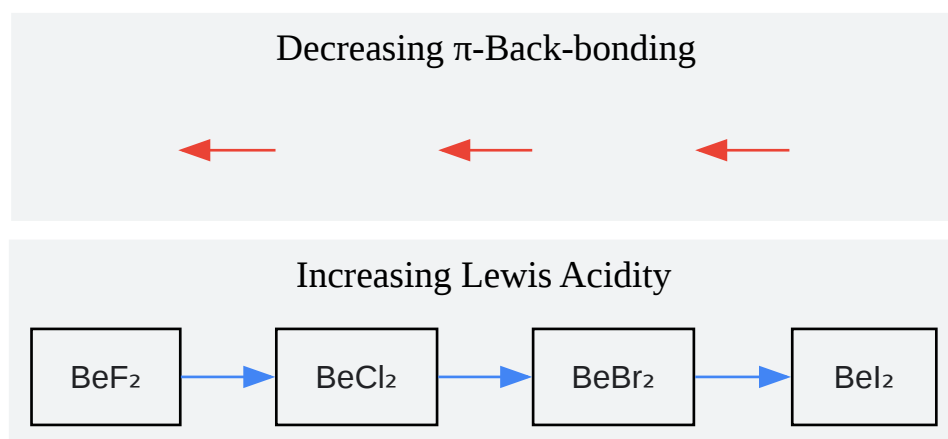 Decreasing π-Back-bonding
Increasing Lewis Acidity
BeF₂ BeCl₂ BeBr₂ BeI₂